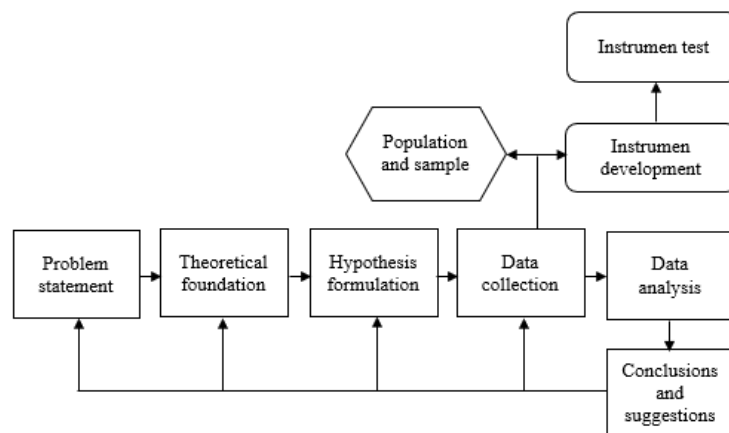 Instrumen test
Population
and sample
Instrumen
development
Problem
statement
Theoretical
foundation
Hypothesis
formulation
Data
collection
Data
analysis
Conclusions
and
suggestions